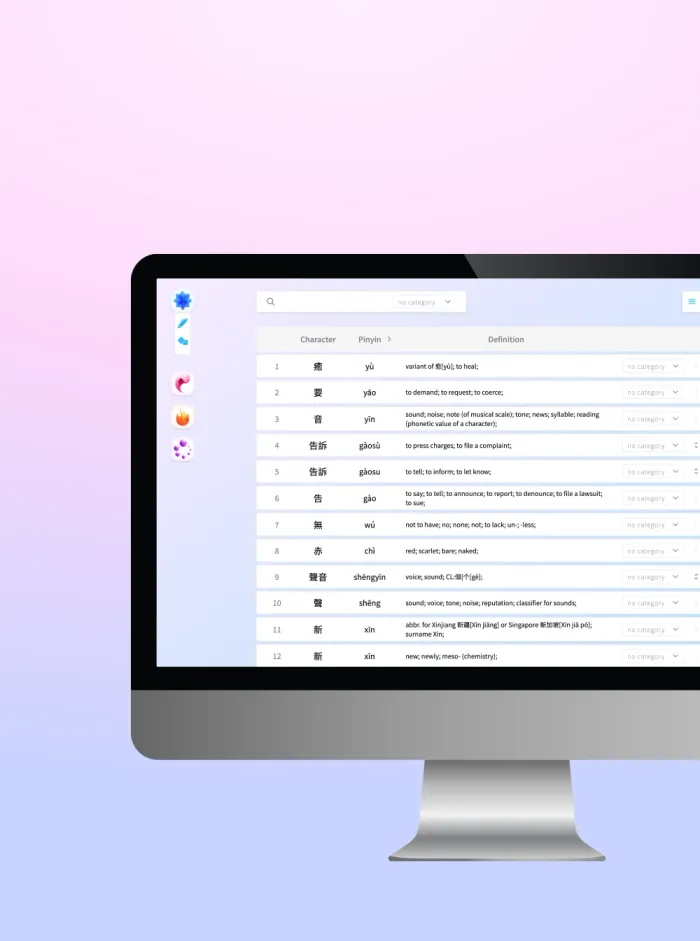 no category
Character Pinyin Definition
1 癒 yù variant of 愈[yù]; to heal; no category
2 要 yāo to demand; to request; to coerce; no category
3 音 yīn sound; noise; note (of musical scale); tone; news; syllable; reading
(phonetic value of a character); no category
4 告訴 gàosù to press charges; to file a complaint; no category
5 告訴 gàosu to tell; to inform; to let know; no category
6 告 gào to say; to tell; to announce; to report; to denounce; to file a lawsuit;
to sue; no category
7 無 wú not to have; no; none; not; to lack; un-; -less; no category
8 赤 chì red; scarlet; bare; naked; no category
9 聲音 shēngyīn voice; sound; CL:個|个[gè]; no category
10 聲 shēng sound; voice; tone; noise; reputation; classifier for sounds; no category
11 新 xīn abbr. for Xinjiang 新疆[Xīn jiāng] or Singapore 新加坡[Xīn jiā pō];
surname Xin; no category
12 新 xīn new; newly; meso- (chemistry); no category